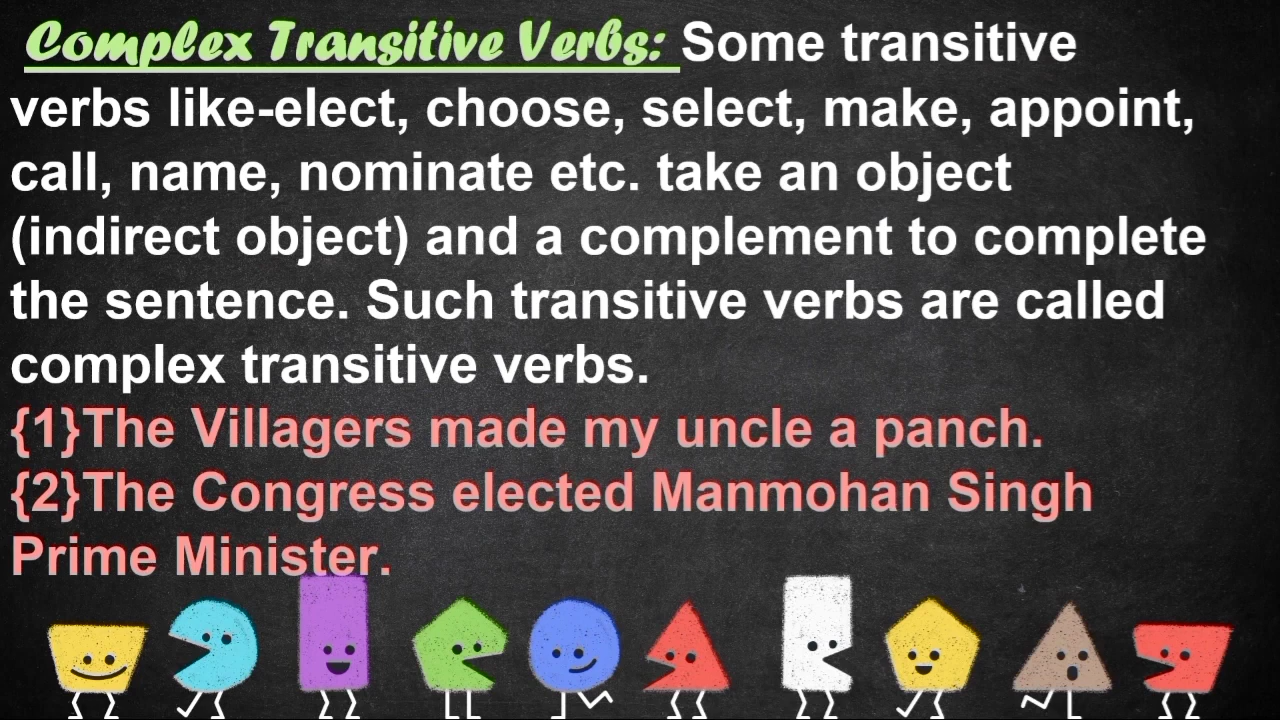 Complex Transitive Verbs: Some transitive
verbs like-elect, choose, select, make, appoint,
call, name, nominate etc. take an object
(indirect object) and a complement to complete
the sentence. Such transitive verbs are called
complex transitive verbs.
{1}The Villagers made my uncle a panch.
{2}The Congress elected Manmohan Singh
Prime Minister.